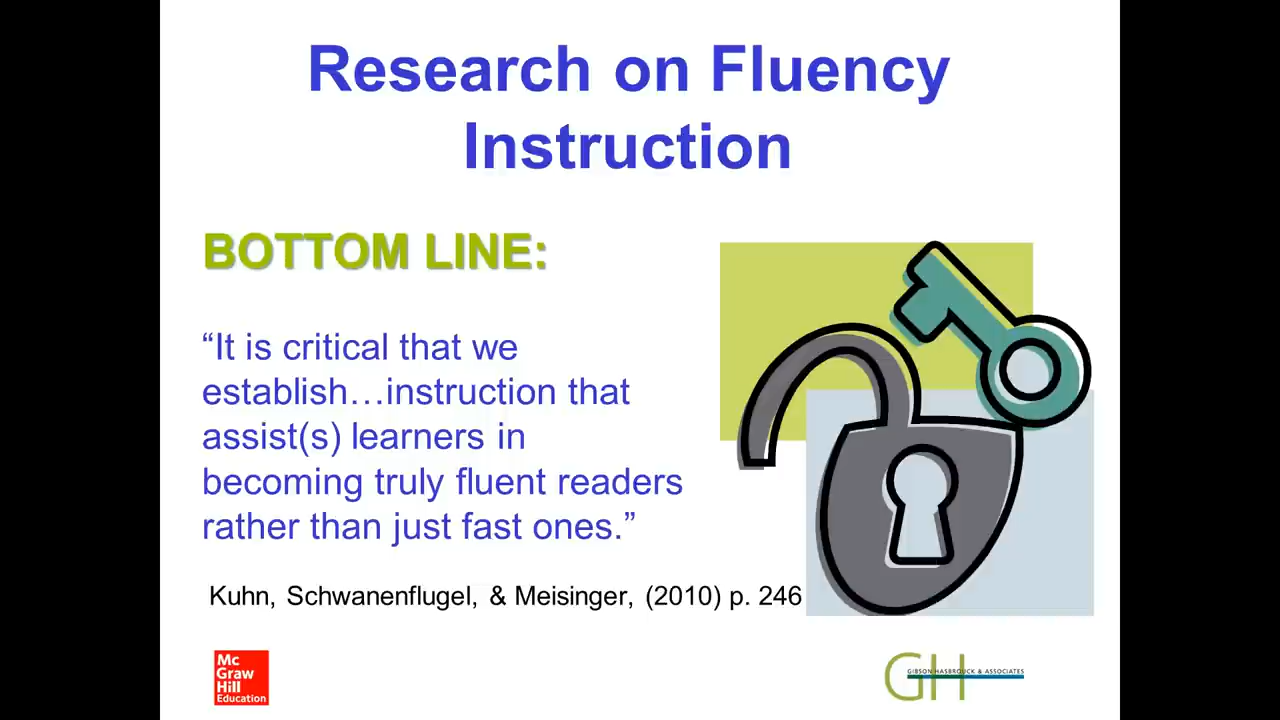 Research on Fluency
Instruction
BOTTOM LINE:
“It is critical that we
establish…instruction that
assist(s) learners in
becoming truly fluent readers
rather than just fast ones.”
Kuhn, Schwanenflugel, & Meisinger, (2010) p. 246
Mc
Graw
Hill
Education
GH
GIBSON HASBROUCK & ASSOCIATES